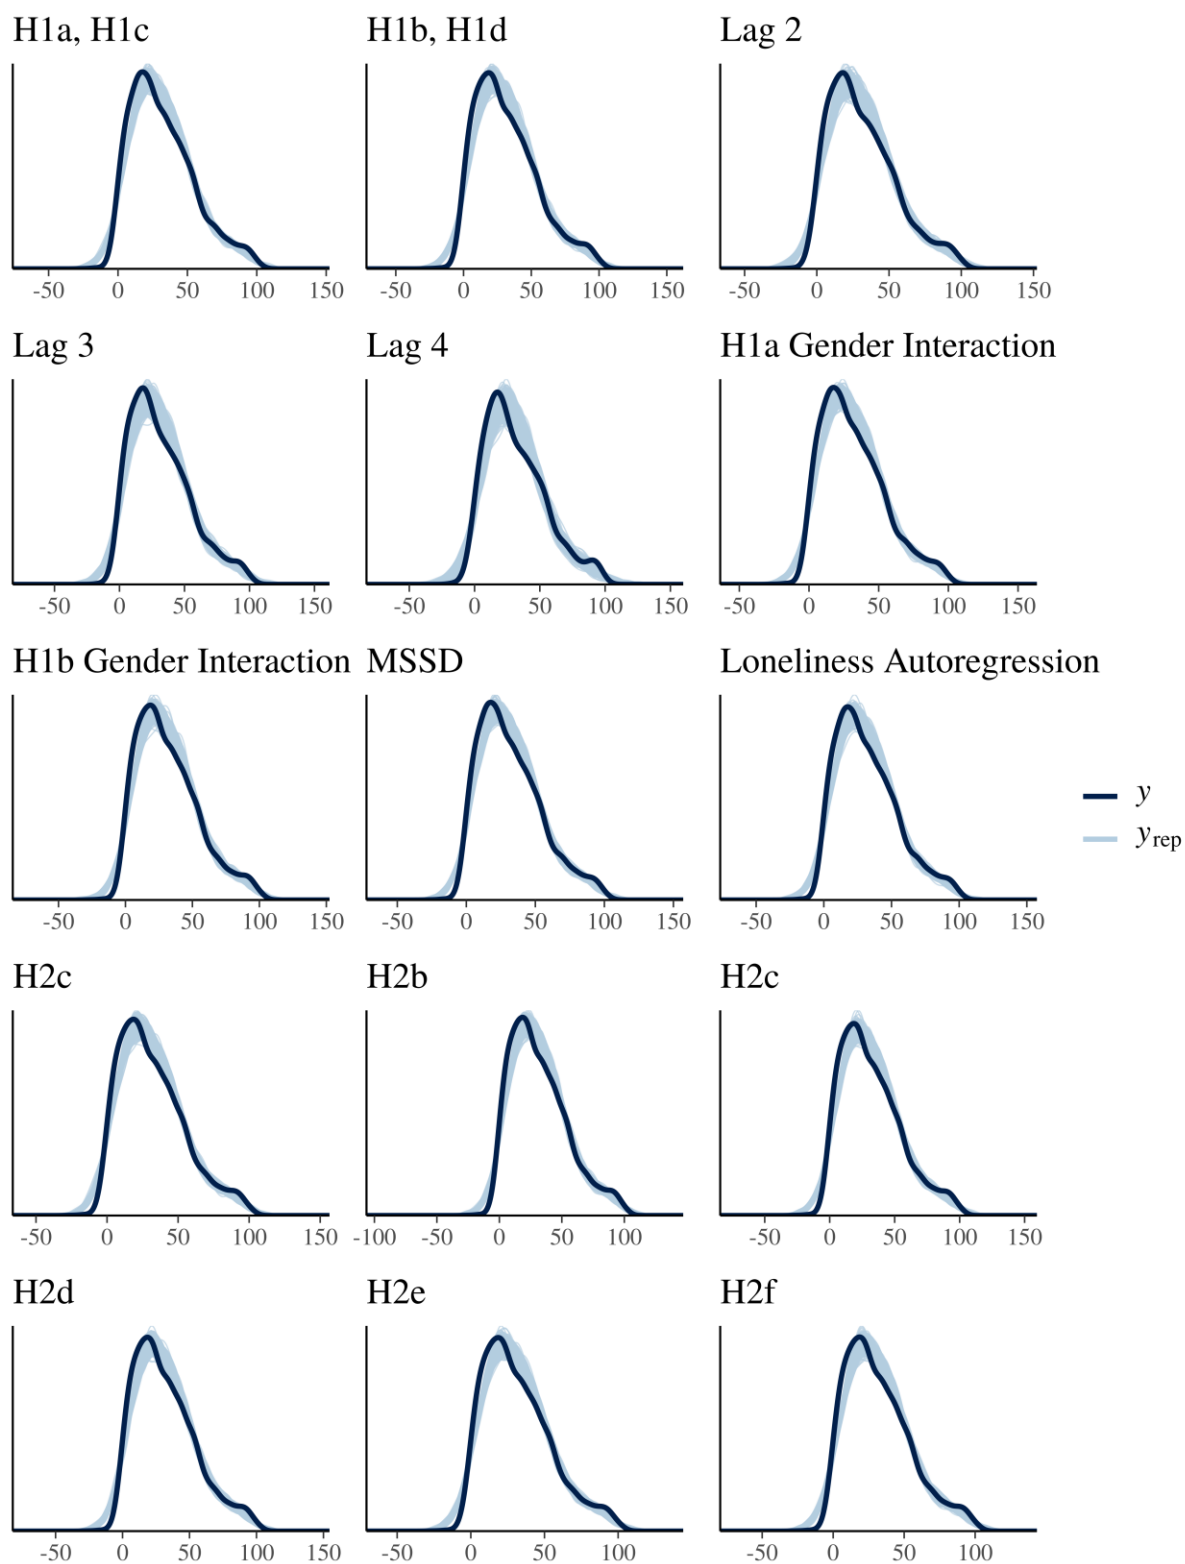 H1a, H1c H1b, H1d Lag 2
-50 0 50 100 150 -50 0 50 100 150 -50 0 50 100 150
Lag 3 Lag 4 H1a Gender Interaction
-50 0 50 100 150 -50 0 50 100 150 -50 0 50 100 150
H1b Gender Interaction MSSD Loneliness Autoregression
-50 0 50 100 150 -50 0 50 100 150 -50 0 50 100 150
y
y rep
H2c H2b H2c
-50 0 50 100 150 -100 -50 0 50 100 -50 0 50 100 150
H2d H2e H2f
-50 0 50 100 150 -50 0 50 100 -50 0 50 100